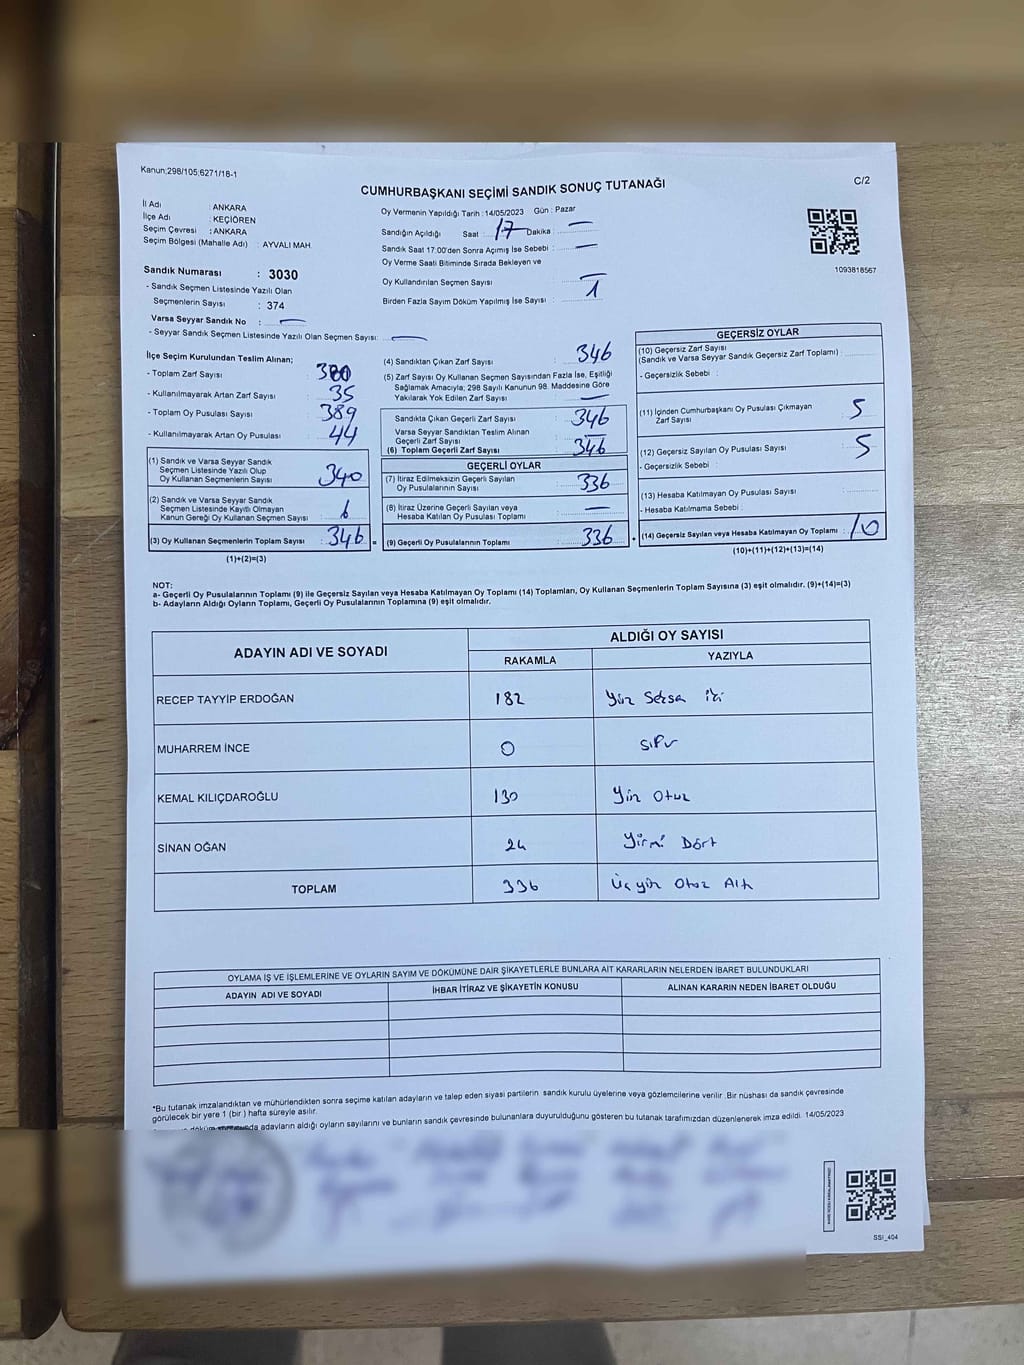 Kanun;298/105;6271/18-1
C/2
CUMHURBAŞKANI SEÇİMİ SANDIK SONUÇ TUTANAĞI
İl Adı : ANKARA
İlçe Adı : KEÇİÖREN
Seçim Çevresi : ANKARA
Seçim Bölgesi (Mahalle Adı) : AYVALI MAH.
Sandık Numarası : 3030
- Sandık Seçmen Listesinde Yazılı Olan
Seçmenlerin Sayısı : 374
Varsa Seyyar Sandık No : —
- Seyyar Sandık Seçmen Listesinde Yazılı Olan Seçmen Sayısı: —
Oy Vermenin Yapıldığı Tarih : 14/05/2023 Gün : Pazar
Sandığın Açıldığı Saat : 17 Dakika : —
Sandık Saat 17:00'den Sonra Açmış İse Sebebi : —
Oy Verme Saati Bitiminde Sırada Bekleyen ve
Oy Kullandırılan Seçmen Sayısı : —
Birden Fazla Sayım Döküm Yapılmış İse Sayısı : 1
1093818567
İlçe Seçim Kurulundan Teslim Alınan;
- Toplam Zarf Sayısı : 380
- Kullanılmayarak Artan Zarf Sayısı : 35
- Toplam Oy Pusulası Sayısı : 389
- Kullanılmayarak Artan Oy Pusulası : 44
(1) Sandık ve Varsa Seyyar Sandık
Seçmen Listesinde Yazılı Olup
Oy Kullanan Seçmenlerin Sayısı : 340
(2) Sandık ve Varsa Seyyar Sandık
Seçmen Listesinde Kayıtlı Olmayan
Kanun Gereği Oy Kullanan Seçmen Sayısı : 6
(3) Oy Kullanan Seçmenlerin Toplam Sayısı : 346 =
(1)+(2)=(3)
(4) Sandıktan Çıkan Zarf Sayısı : 346
(5) Zarf Sayısı Oy Kullanan Seçmen Sayısından Fazla İse, Eşitliği
Sağlamak Amacıyla; 298 Sayılı Kanunun 98. Maddesine Göre
Yakılarak Yok Edilen Zarf Sayısı : —
Sandıkta Çıkan Geçerli Zarf Sayısı : 346
Varsa Seyyar Sandıktan Teslim Alınan
Geçerli Zarf Sayısı : —
(6) Toplam Geçerli Zarf Sayısı : 346
GEÇERLİ OYLAR
(7) İtiraz Edilmeksizin Geçerli Sayılan
Oy Pusulalarının Sayısı : 336
(8) İtiraz Üzerine Geçerli Sayılan veya
Hesaba Katılan Oy Pusulası Toplamı : —
(9) Geçerli Oy Pusulalarının Toplamı : 336 +
GEÇERSİZ OYLAR
(10) Geçersiz Zarf Sayısı
(Sandık ve Varsa Seyyar Sandık Geçersiz Zarf Toplamı) :
- Geçersizlik Sebebi :
(11) İçinden Cumhurbaşkanı Oy Pusulası Çıkmayan
Zarf Sayısı : 5
(12) Geçersiz Sayılan Oy Pusulası Sayısı : 5
- Geçersizlik Sebebi :
(13) Hesaba Katılmayan Oy Pusulası Sayısı :
- Hesaba Katılmama Sebebi :
(14) Geçersiz Sayılan veya Hesaba Katılmayan Oy Toplamı : 10
(10)+(11)+(12)+(13)=(14)
NOT:
a- Geçerli Oy Pusulalarının Toplamı (9) ile Geçersiz Sayılan veya Hesaba Katılmayan Oy Toplamı (14) Toplamları, Oy Kullanan Seçmenlerin Toplam Sayısına (3) eşit olmalıdır. (9)+(14)=(3)
b- Adayların Aldığı Oyların Toplamı, Geçerli Oy Pusulalarının Toplamına (9) eşit olmalıdır.
ADAYIN ADI VE SOYADI
ALDIĞI OY SAYISI
RAKAMLA YAZIYLA
RECEP TAYYİP ERDOĞAN 182 Yüz Seksa iki
MUHARREM İNCE 0 sıfır
KEMAL KILIÇDAROĞLU 130 Yüz Otuz
SİNAN OĞAN 24 Yirmi Dört
TOPLAM 336 Üçyüz Otuz Altı
OYLAMA İŞ VE İŞLEMLERİNE VE OYLARIN SAYIM VE DÖKÜMÜNE DAİR ŞİKAYETLERLE BUNLARA AİT KARARLARIN NELERDEN İBARET BULUNDUKLARI
ADAYIN ADI VE SOYADI İHBAR İTİRAZ VE ŞİKAYETİN KONUSU ALINAN KARARIN NEDEN İBARET OLDUĞU
*Bu tutanak imzalandıktan ve mühürlendikten sonra seçime katılan adayların ve talep eden siyasi partilerin sandık kurulu üyelerine veya gözlemcilerine verilir. Bir nüshası da sandık çevresinde
görülecek bir yere 1 (bir) hafta süreyle asılır.
adayların aldığı oyların sayılarını ve bunların sandık çevresinde bulunanlara duyurulduğunu gösteren bu tutanak tarafımızdan düzenlenerek imza edildi. 14/05/2023
SSI_404